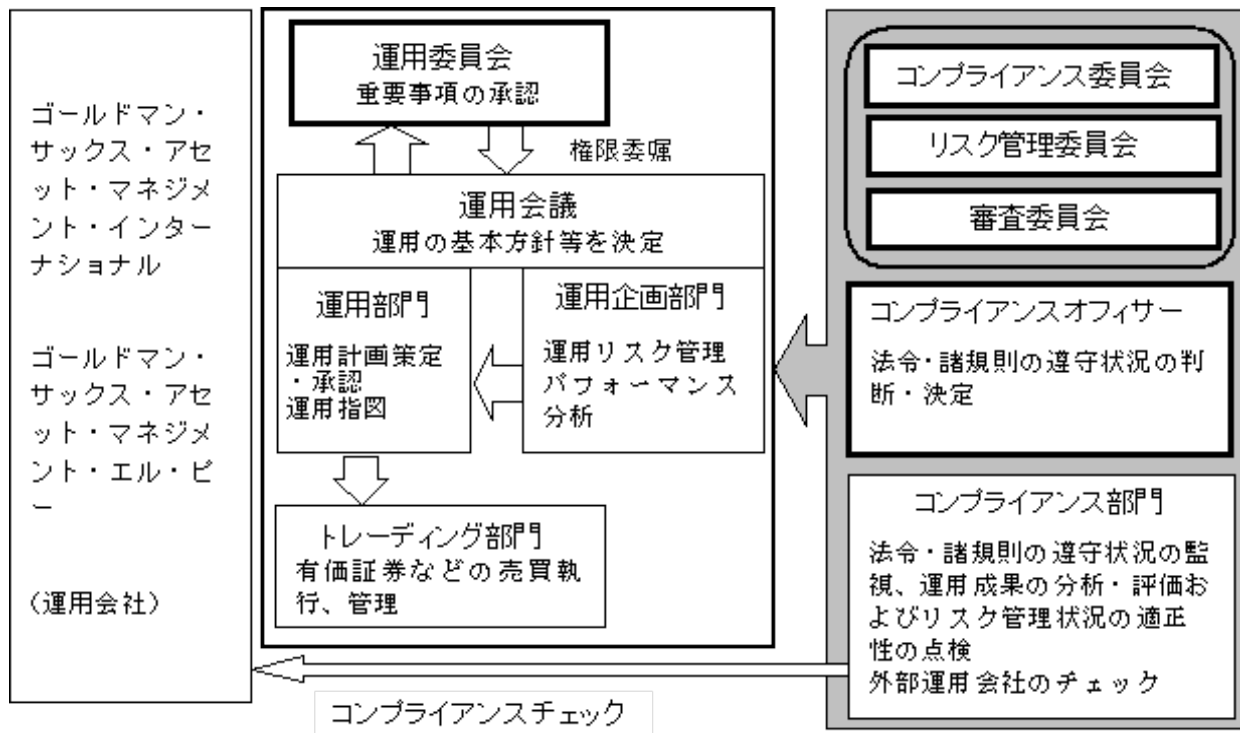 ゴールドマン・
サックス・アセ
ット・マネジメ
ント・インター
ナショナル
ゴールドマン・
サックス・アセ
ット・マネジメ
ント・エル・ピ
ー
(運用会社)
運用委員会
重要事項の承認
権限委嘱
運用会議
運用の基本方針等を決定
運用部門
運用計画策定
・承認
運用指図
運用企画部門
運用リスク管理
パフォーマンス
分析
トレーディング部門
有価証券などの売買執
行、管理
コンプライアンス委員会
リスク管理委員会
審査委員会
コンプライアンスオフィサー
法令・諸規則の遵守状況の判
断・決定
コンプライアンス部門
法令・諸規則の遵守状況の監
視、運用成果の分析・評価お
よびリスク管理状況の適正
性の点検
外部運用会社のチェック
コンプライアンスチェック